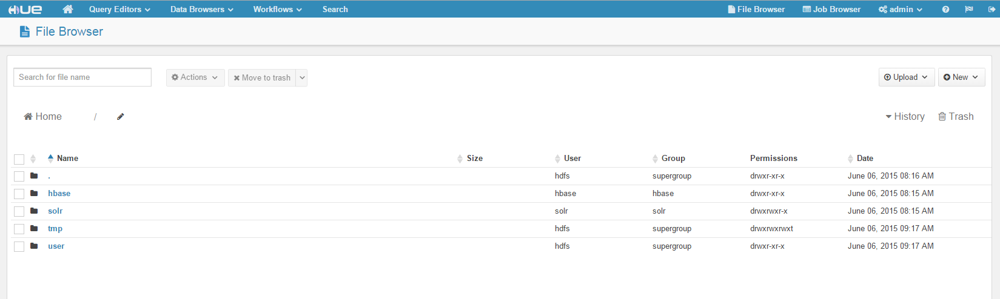 HUE Query Editors Data Browsers Workflows Search File Browser Job Browser admin
File Browser
Search for file name Actions Move to trash Upload New
Home / History Trash
Name Size User Group Permissions Date
. hdfs supergroup drwxr-xr-x June 06, 2015 08:16 AM
hbase hbase hbase drwxr-xr-x June 06, 2015 08:15 AM
solr solr solr drwxrwxr-x June 06, 2015 08:15 AM
tmp hdfs supergroup drwxrwxrwxt June 06, 2015 09:17 AM
user hdfs supergroup drwxr-xr-x June 06, 2015 09:17 AM